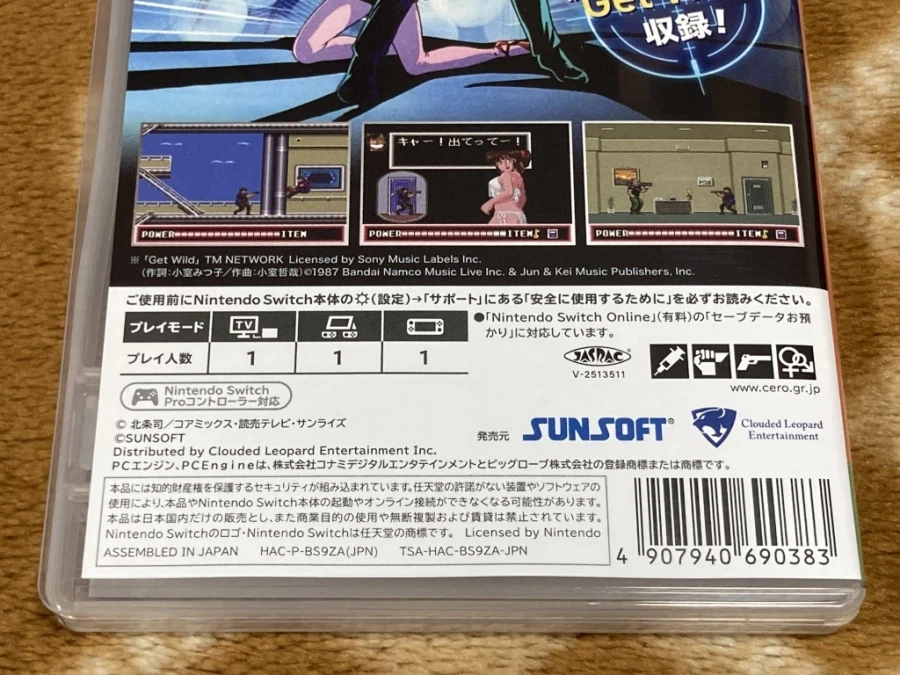 "Get
収録!
キャー!出てってー!
POWER ITEM
POWER ITEM
POWER ITEM
※「Get Wild」TM NETWORK Licensed by Sony Music Labels Inc.
(作詞:小室みつ子/作曲:小室哲哉)©1987 Bandai Namco Music Live Inc. & Jun & Kei Music Publishers, Inc.
ご使用前にNintendo Switch本体の(設定)→「サポート」にある「安全に使用するために」を必ずお読みください。
プレイモード TV
プレイ人数 1 1 1
●「Nintendo Switch Online」(有料)の「セーブデータお預
かり」に対応しています。
JASRAC
V-2513511
www.cero.gr.jp
Nintendo Switch
Proコントローラー対応
© 北条司/コアミックス・読売テレビ・サンライズ
©SUNSOFT
Distributed by Clouded Leopard Entertainment Inc.
PCエンジン、PCEngineは、株式会社コナミデジタルエンタテインメントとビッグローブ株式会社の登録商標または商標です。
発売元 SUNSOFT
Clouded Leopard
Entertainment
本品には知的財産権を保護するセキュリティが組み込まれています。任天堂の許諾がない装置やソフトウェアの
使用により、本品やNintendo Switch本体の起動やオンライン接続ができなくなる可能性があります。
本品は日本国内だけの販売とし、また商業目的の使用や無断複製および賃貸は禁止されています。
Nintendo Switchのロゴ・Nintendo Switchは任天堂の商標です。 Licensed by Nintendo
ASSEMBLED IN JAPAN HAC-P-BS9ZA(JPN) TSA-HAC-BS9ZA-JPN
4 907940 690383